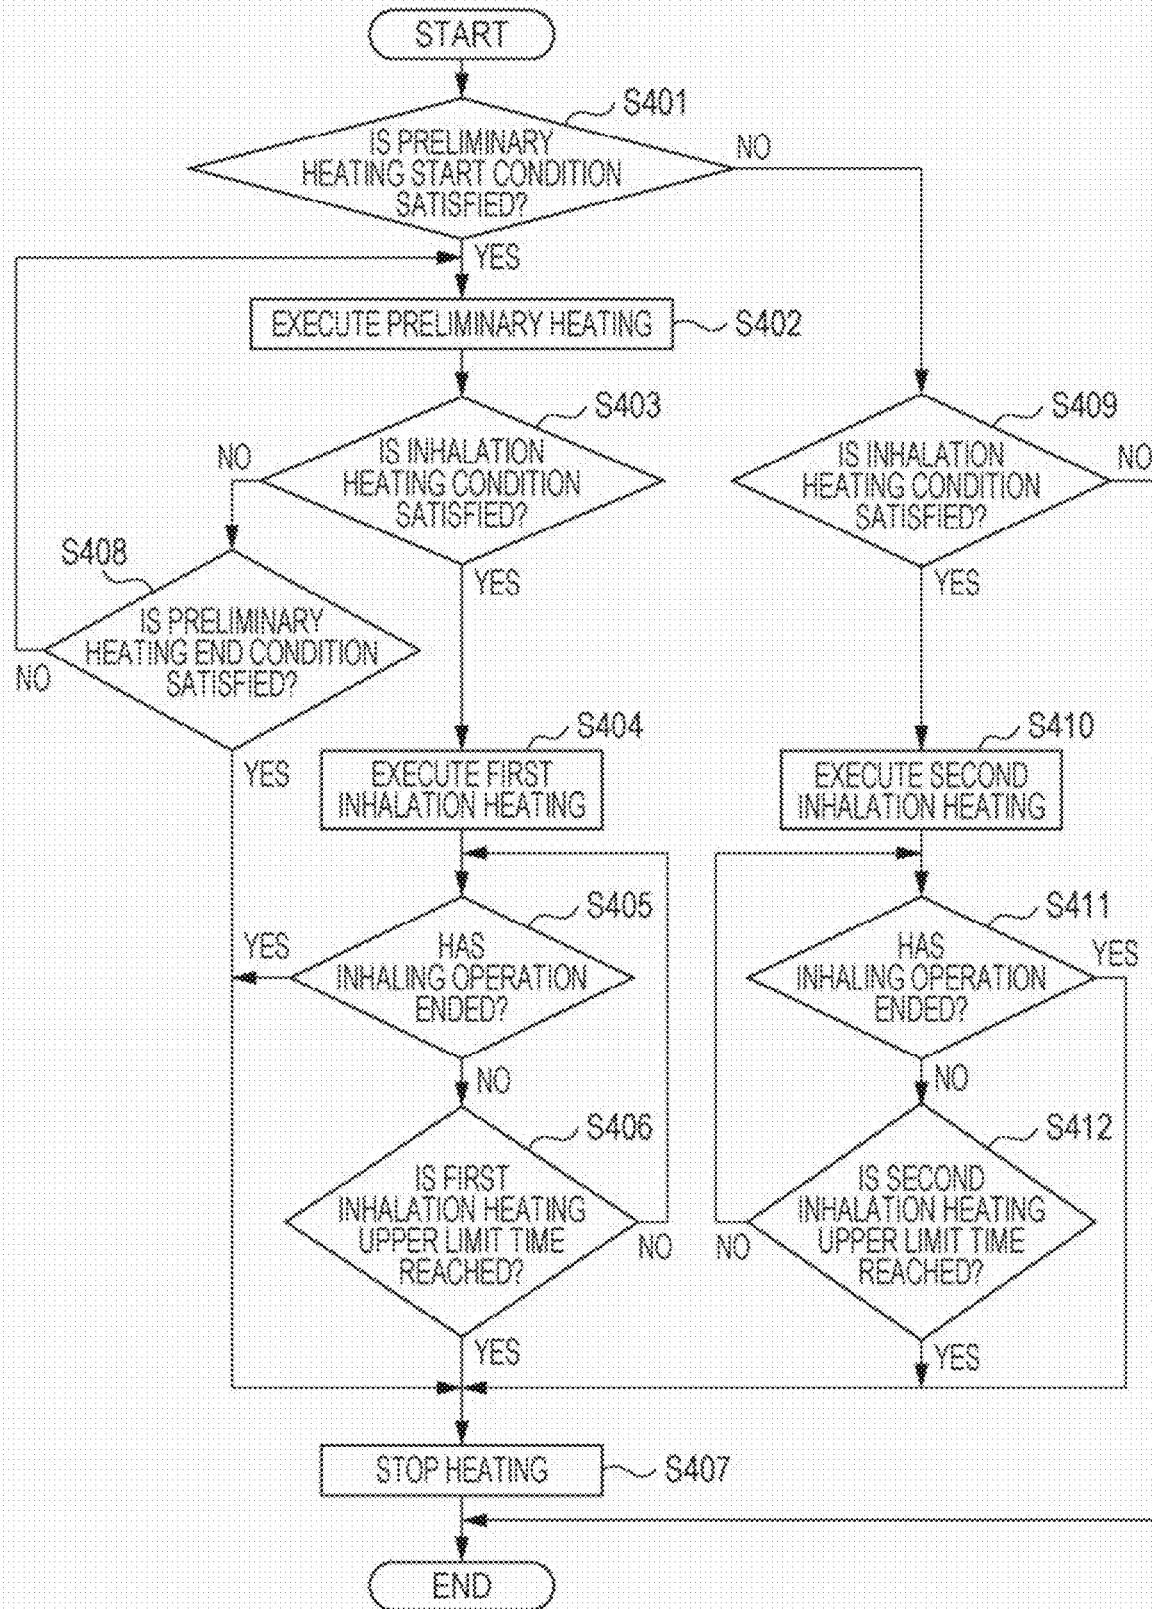 START
S401
IS PRELIMINARY
HEATING START CONDITION
SATISFIED?
NO
YES
EXECUTE PRELIMINARY HEATING
S402
S403
IS INHALATION
HEATING CONDITION
SATISFIED?
NO
YES
S409
IS INHALATION
HEATING CONDITION
SATISFIED?
NO
YES
S408
IS PRELIMINARY
HEATING END CONDITION
SATISFIED?
NO
YES
S404
EXECUTE FIRST
INHALATION HEATING
S410
EXECUTE SECOND
INHALATION HEATING
S405
YES
HAS
INHALING OPERATION
ENDED?
NO
S411
HAS
INHALING OPERATION
ENDED?
YES
NO
S406
IS FIRST
INHALATION HEATING
UPPER LIMIT TIME
REACHED?
NO
YES
S412
IS SECOND
INHALATION HEATING
UPPER LIMIT TIME
REACHED?
NO
YES
STOP HEATING
S407
END